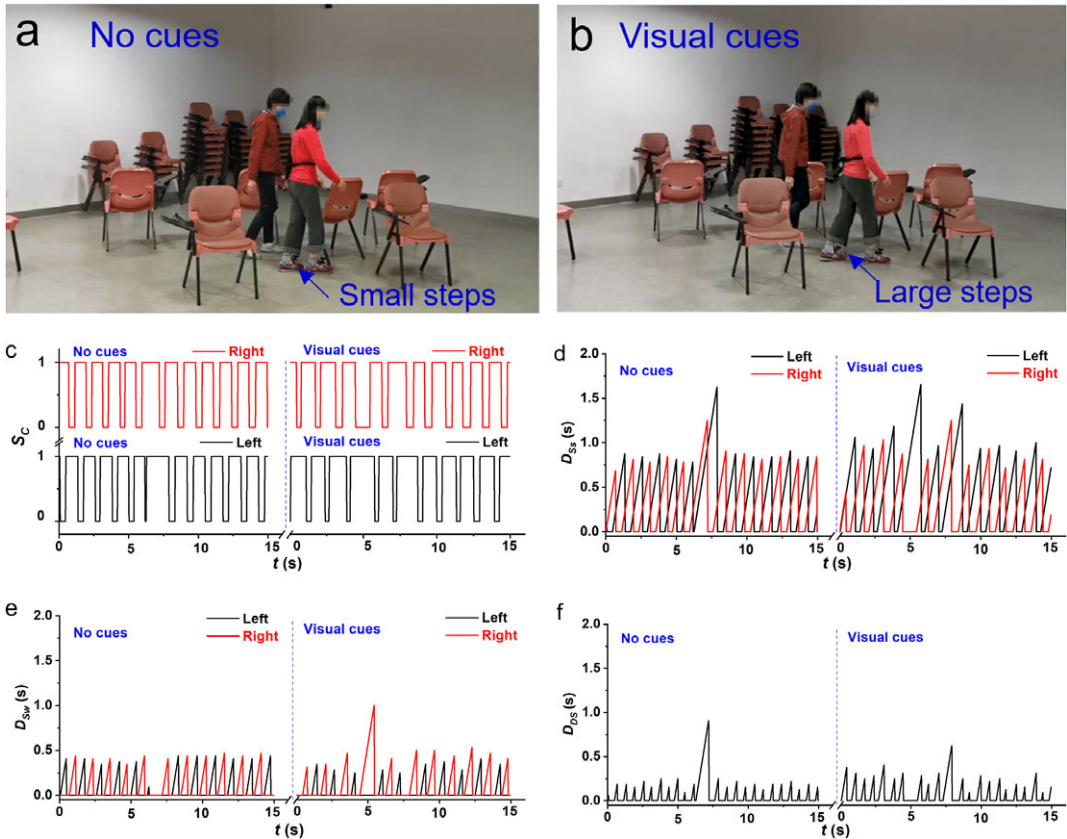 a No cues
Small steps
b Visual cues
Large steps
c
No cues Right Visual cues Right
1
0
S_C
No cues Left Visual cues Left
1
0
0 5 10 15 0 5 10 15
t (s)
d
No cues Left Right Visual cues Left Right
2.0
1.5
1.0
0.5
0.0
D_Ss (s)
0 5 10 15 0 5 10 15
t (s)
e
No cues Left Right Visual cues Left Right
2.0
1.5
1.0
0.5
0.0
D_Sw (s)
0 5 10 15 0 5 10 15
t (s)
f
No cues Visual cues
2.0
1.5
1.0
0.5
0.0
D_DS (s)
0 5 10 15 0 5 10 15
t (s)